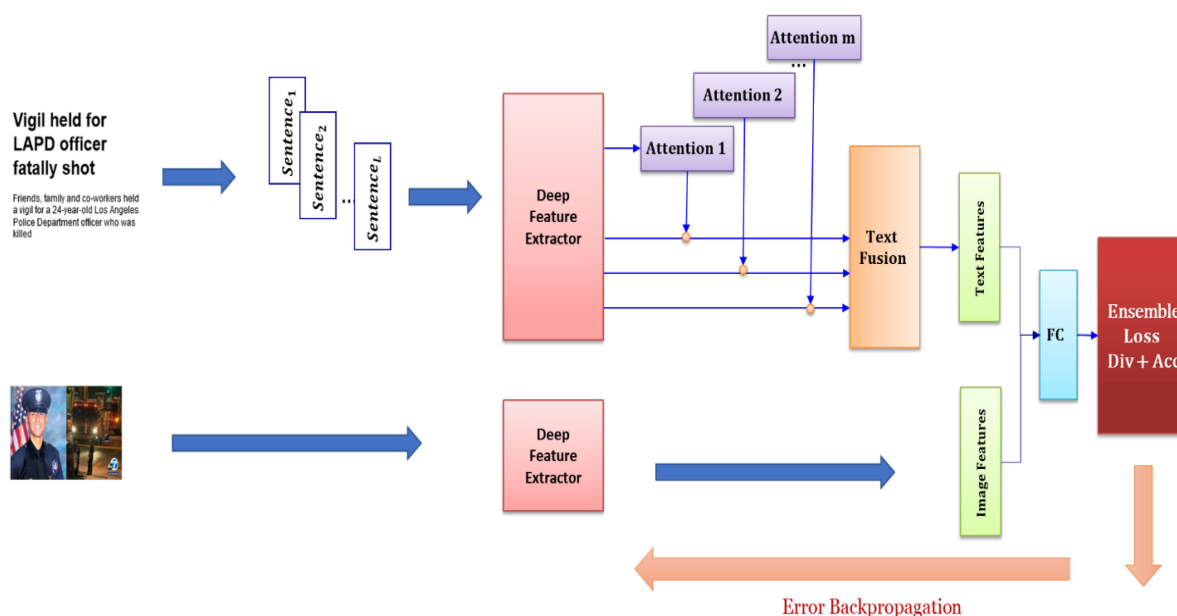 Vigil held for
LAPD officer
fatally shot
Friends, family and co-workers held
a vigil for a 24-year-old Los Angeles
Police Department officer who was
killed
Sentence₁
Sentence₂
...
Sentence_L
Deep
Feature
Extractor
Attention 1
Attention 2
...
Attention m
Text
Fusion
Text Features
FC
Ensemble
Loss
Div + Acc
Deep
Feature
Extractor
Image Features
Error Backpropagation